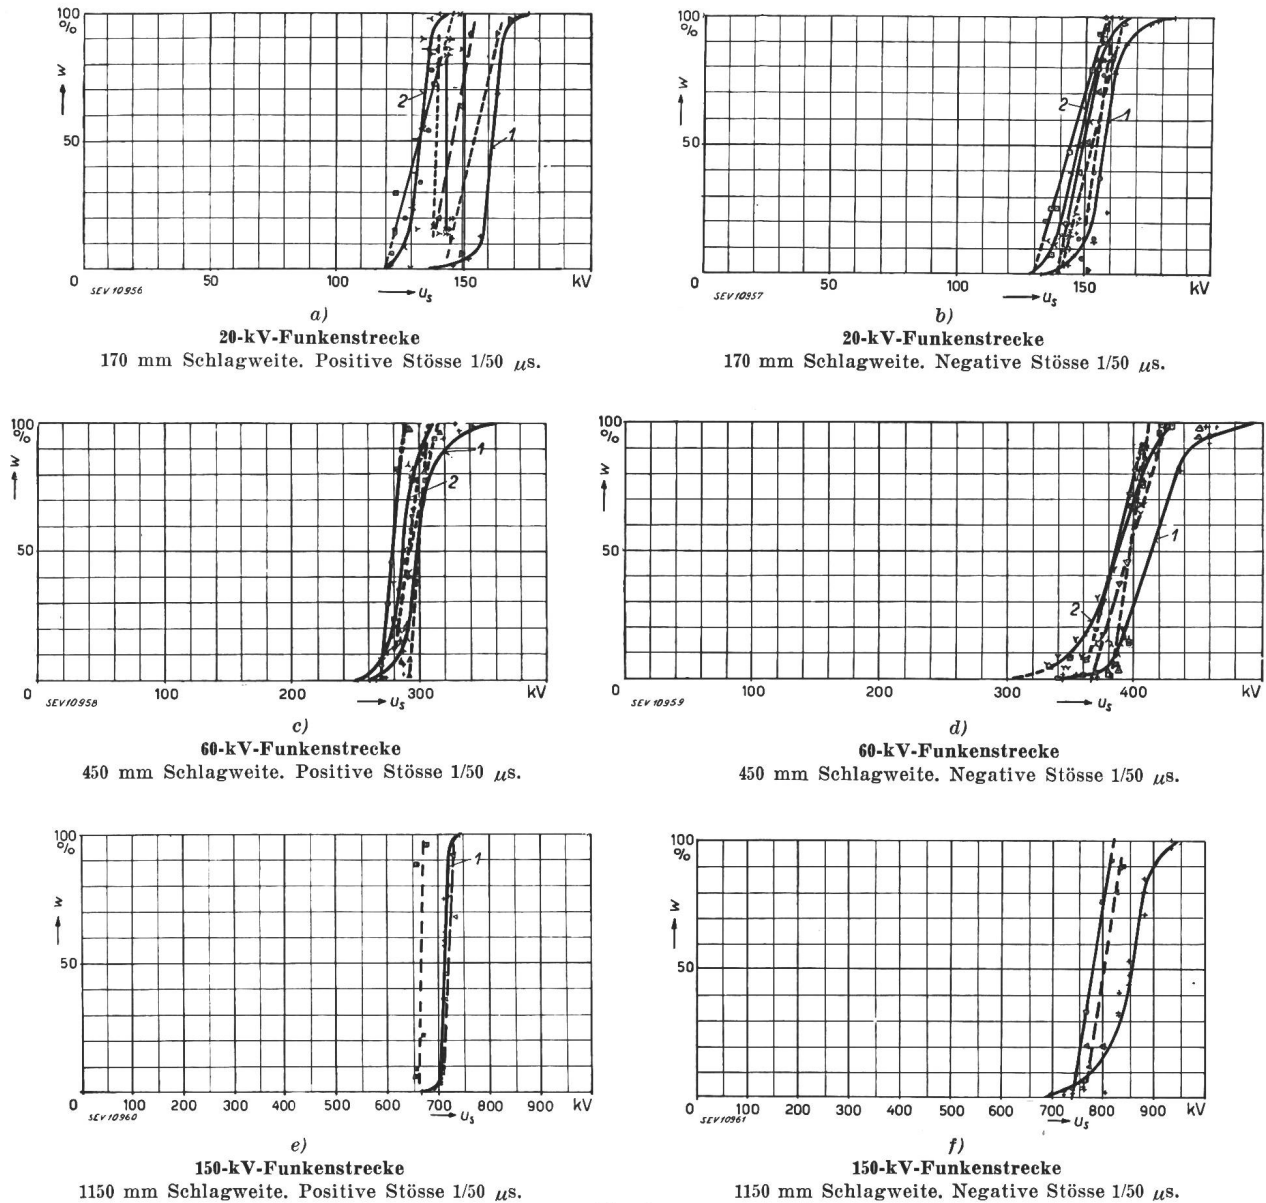 100
%
w
50
2
1
0
50
100
150
kV
SEV 10956
us
a)
20-kV-Funkenstrecke
170 mm Schlagweite. Positive Stösse 1/50 μs.
100
%
w
50
2
1
0
50
100
150
kV
SEV 10957
us
b)
20-kV-Funkenstrecke
170 mm Schlagweite. Negative Stösse 1/50 μs.
100
%
w
50
1
2
0
100
200
300
kV
SEV 10958
us
c)
60-kV-Funkenstrecke
450 mm Schlagweite. Positive Stösse 1/50 μs.
100
%
w
50
1
2
0
100
200
300
400
kV
SEV 10959
us
d)
60-kV-Funkenstrecke
450 mm Schlagweite. Negative Stösse 1/50 μs.
100
%
w
50
1
0
100
200
300
400
500
600
700
800
900
kV
SEV 10960
us
e)
150-kV-Funkenstrecke
1150 mm Schlagweite. Positive Stösse 1/50 μs.
100
%
w
50
0
100
200
300
400
500
600
700
800
900
kV
SEV 10961
us
f)
150-kV-Funkenstrecke
1150 mm Schlagweite. Negative Stösse 1/50 μs.